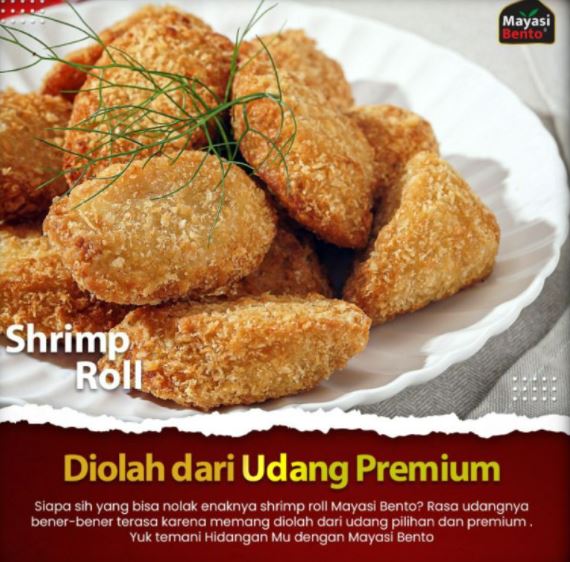 Mayasi
Bento
Shrimp
Roll
Diolah dari Udang Premium
Siapa sih yang bisa nolak enaknya shrimp roll Mayasi Bento? Rasa udangnya
bener-bener terasa karena memang diolah dari udang pilihan dan premium .
Yuk temani Hidangan Mu dengan Mayasi Bento